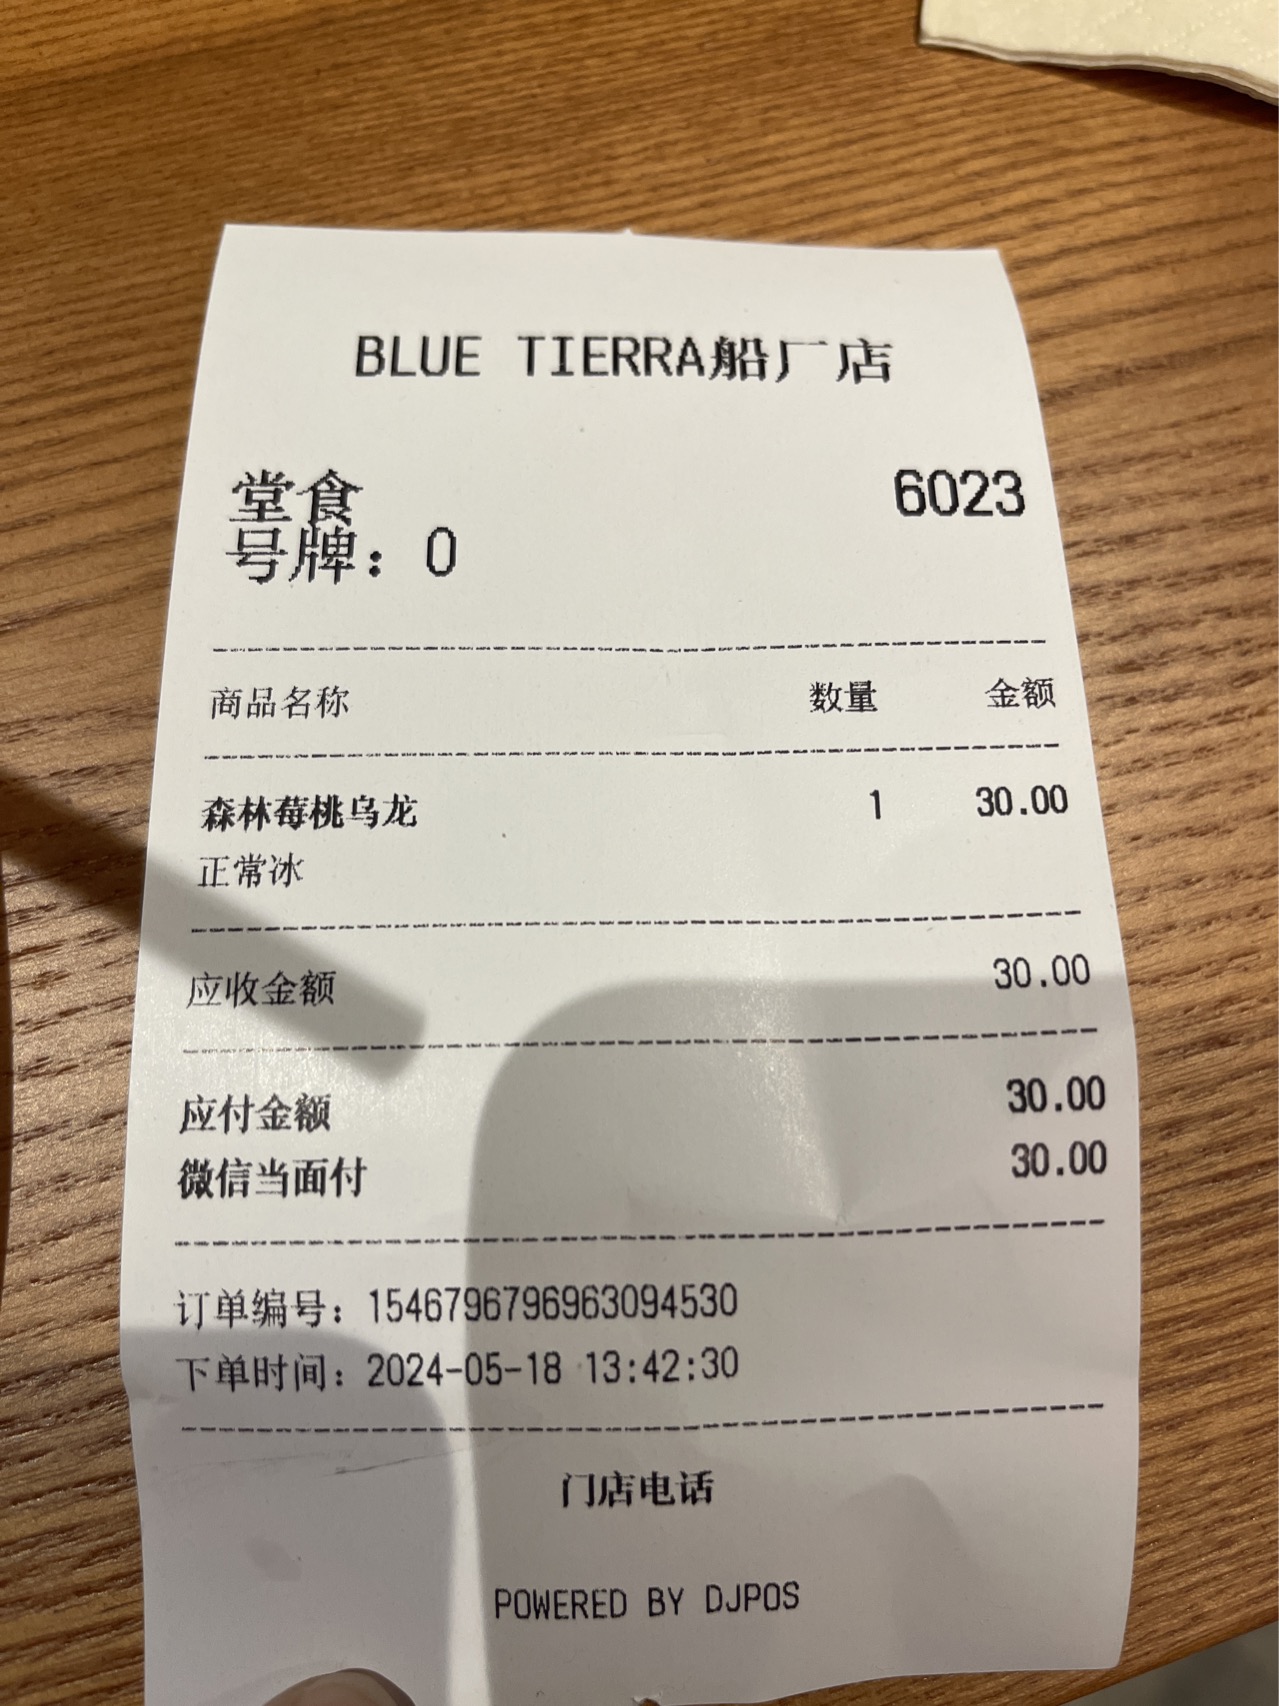 BLUE TIERRA船厂店
堂食 6023
号牌：0
商品名称 数量 金额
森林莓桃乌龙 1 30.00
正常冰
应收金额 30.00
应付金额 30.00
微信当面付 30.00
订单编号：1546796796963094530
下单时间：2024-05-18 13:42:30
门店电话
POWERED BY DJPOS